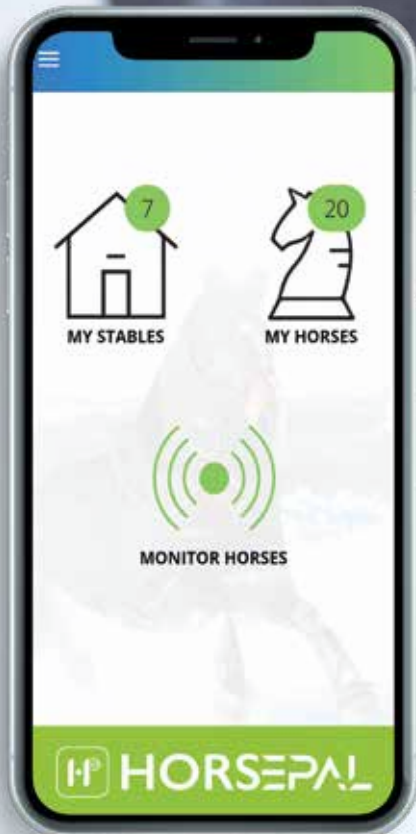 7
20
MY STABLES
MY HORSES
MONITOR HORSES
HP HORSEPAL